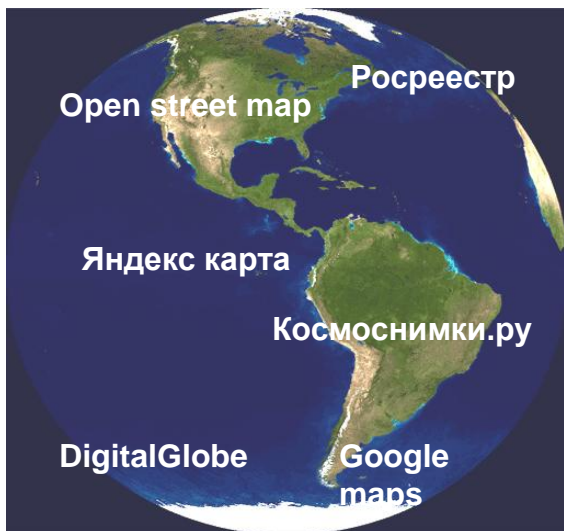 Росреестр
Open street map
Яндекс карта
Космоснимки.ру
DigitalGlobe
Google
maps